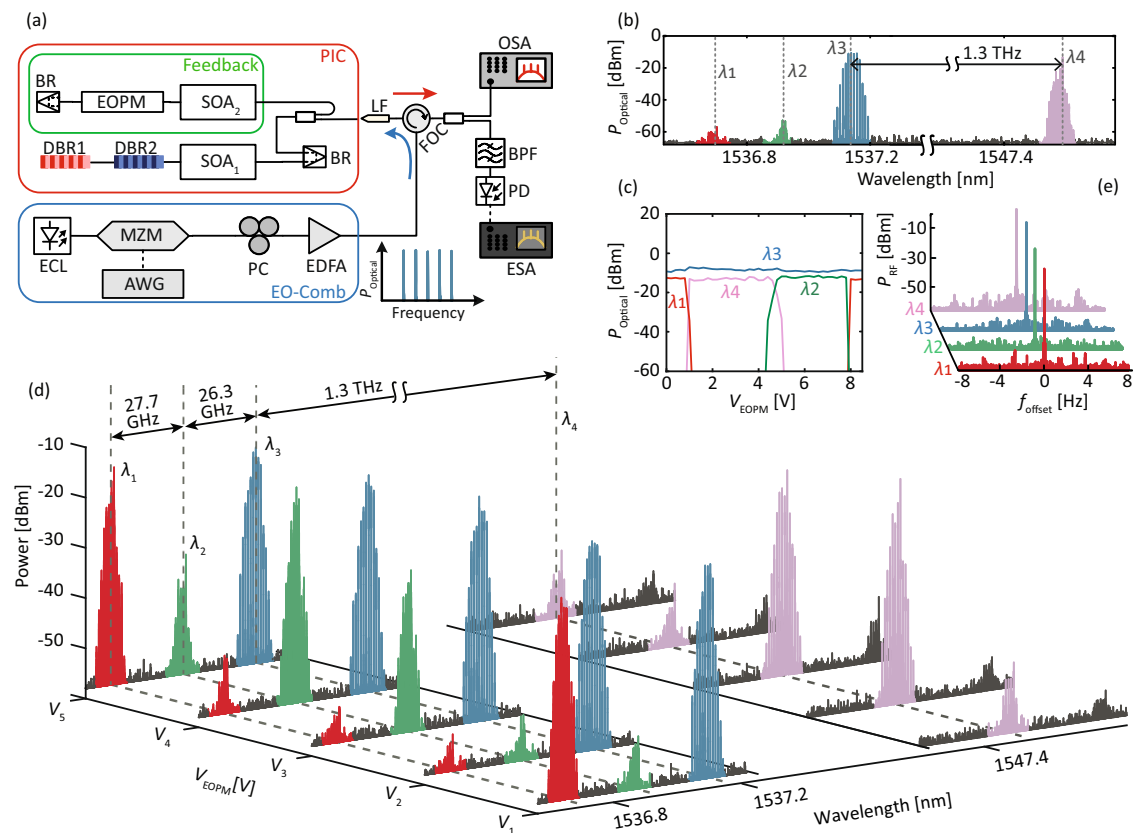 (a)
PIC
Feedback
BR
EOPM
SOA2
DBR1
DBR2
SOA1
BR
LF
FOC
OSA
BPF
PD
ESA
ECL
MZM
AWG
PC
EDFA
EO-Comb
POptical
Frequency
(b)
POptical [dBm]
0
-20
-40
-60
λ1
λ2
λ3
1.3 THz
λ4
1536.8
1537.2
1547.4
Wavelength [nm]
(c)
POptical [dBm]
20
0
-20
-40
-60
λ3
λ1
λ4
λ2
0
2
4
6
8
VEOPM [V]
(e)
PRF [dBm]
-10
-30
-50
λ4
λ3
λ2
λ1
-8
-4
0
4
8
foffset [Hz]
(d)
27.7 GHz
26.3 GHz
1.3 THz
λ1
λ2
λ3
λ4
Power [dBm]
-10
-20
-30
-40
-50
V5
V4
V3
V2
V1
VEOPM[V]
1536.8
1537.2
1547.4
Wavelength [nm]